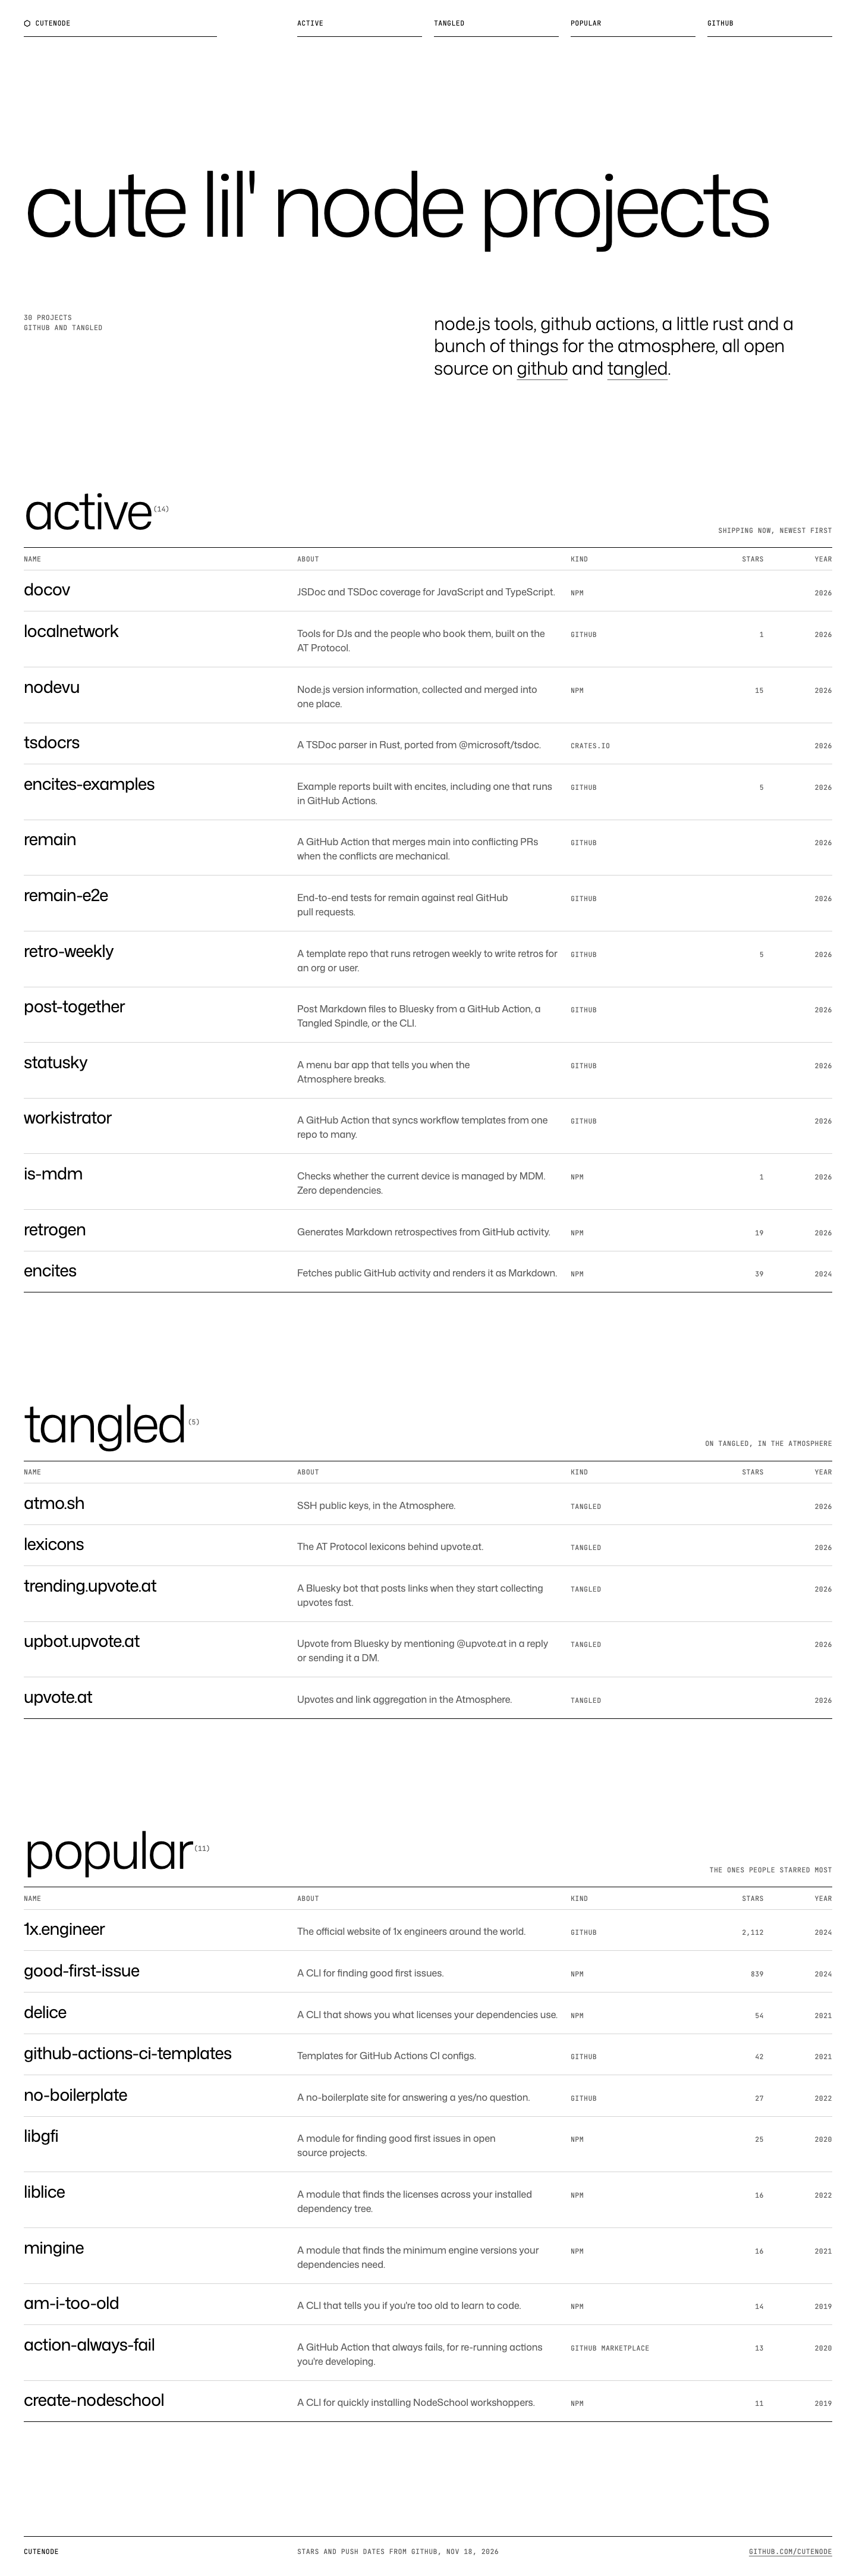 CUTENODE ACTIVE TANGLED POPULAR GITHUB
cute lil' node projects
30 PROJECTS
GITHUB AND TANGLED
node.js tools, github actions, a little rust and a
bunch of things for the atmosphere, all open
source on github and tangled.
active (14)
SHIPPING NOW, NEWEST FIRST
NAME ABOUT KIND STARS YEAR
docov JSDoc and TSDoc coverage for JavaScript and TypeScript. NPM 2026
localnetwork Tools for DJs and the people who book them, built on the GITHUB 1 2026
AT Protocol.
nodevu Node.js version information, collected and merged into NPM 15 2026
one place.
tsdocrs A TSDoc parser in Rust, ported from @microsoft/tsdoc. CRATES.IO 2026
encites-examples Example reports built with encites, including one that runs GITHUB 5 2026
in GitHub Actions.
remain A GitHub Action that merges main into conflicting PRs GITHUB 2026
when the conflicts are mechanical.
remain-e2e End-to-end tests for remain against real GitHub GITHUB 2026
pull requests.
retro-weekly A template repo that runs retrogen weekly to write retros for GITHUB 5 2026
an org or user.
post-together Post Markdown files to Bluesky from a GitHub Action, a GITHUB 2026
Tangled Spindle, or the CLI.
statusky A menu bar app that tells you when the GITHUB 2026
Atmosphere breaks.
workistrator A GitHub Action that syncs workflow templates from one GITHUB 2026
repo to many.
is-mdm Checks whether the current device is managed by MDM. NPM 1 2026
Zero dependencies.
retrogen Generates Markdown retrospectives from GitHub activity. NPM 19 2026
encites Fetches public GitHub activity and renders it as Markdown. NPM 39 2024
tangled (5)
ON TANGLED, IN THE ATMOSPHERE
NAME ABOUT KIND STARS YEAR
atmo.sh SSH public keys, in the Atmosphere. TANGLED 2026
lexicons The AT Protocol lexicons behind upvote.at. TANGLED 2026
trending.upvote.at A Bluesky bot that posts links when they start collecting TANGLED 2026
upvotes fast.
upbot.upvote.at Upvote from Bluesky by mentioning @upvote.at in a reply TANGLED 2026
or sending it a DM.
upvote.at Upvotes and link aggregation in the Atmosphere. TANGLED 2026
popular (11)
THE ONES PEOPLE STARRED MOST
NAME ABOUT KIND STARS YEAR
1x.engineer The official website of 1x engineers around the world. GITHUB 2,112 2024
good-first-issue A CLI for finding good first issues. NPM 839 2024
delice A CLI that shows you what licenses your dependencies use. NPM 54 2021
github-actions-ci-templates Templates for GitHub Actions CI configs. GITHUB 42 2021
no-boilerplate A no-boilerplate site for answering a yes/no question. GITHUB 27 2022
libgfi A module for finding good first issues in open NPM 25 2020
source projects.
liblice A module that finds the licenses across your installed NPM 16 2022
dependency tree.
mingine A module that finds the minimum engine versions your NPM 16 2021
dependencies need.
am-i-too-old A CLI that tells you if you're too old to learn to code. NPM 14 2019
action-always-fail A GitHub Action that always fails, for re-running actions GITHUB MARKETPLACE 13 2020
you're developing.
create-nodeschool A CLI for quickly installing NodeSchool workshoppers. NPM 11 2019
CUTENODE STARS AND PUSH DATES FROM GITHUB, NOV 18, 2026 GITHUB.COM/CUTENODE